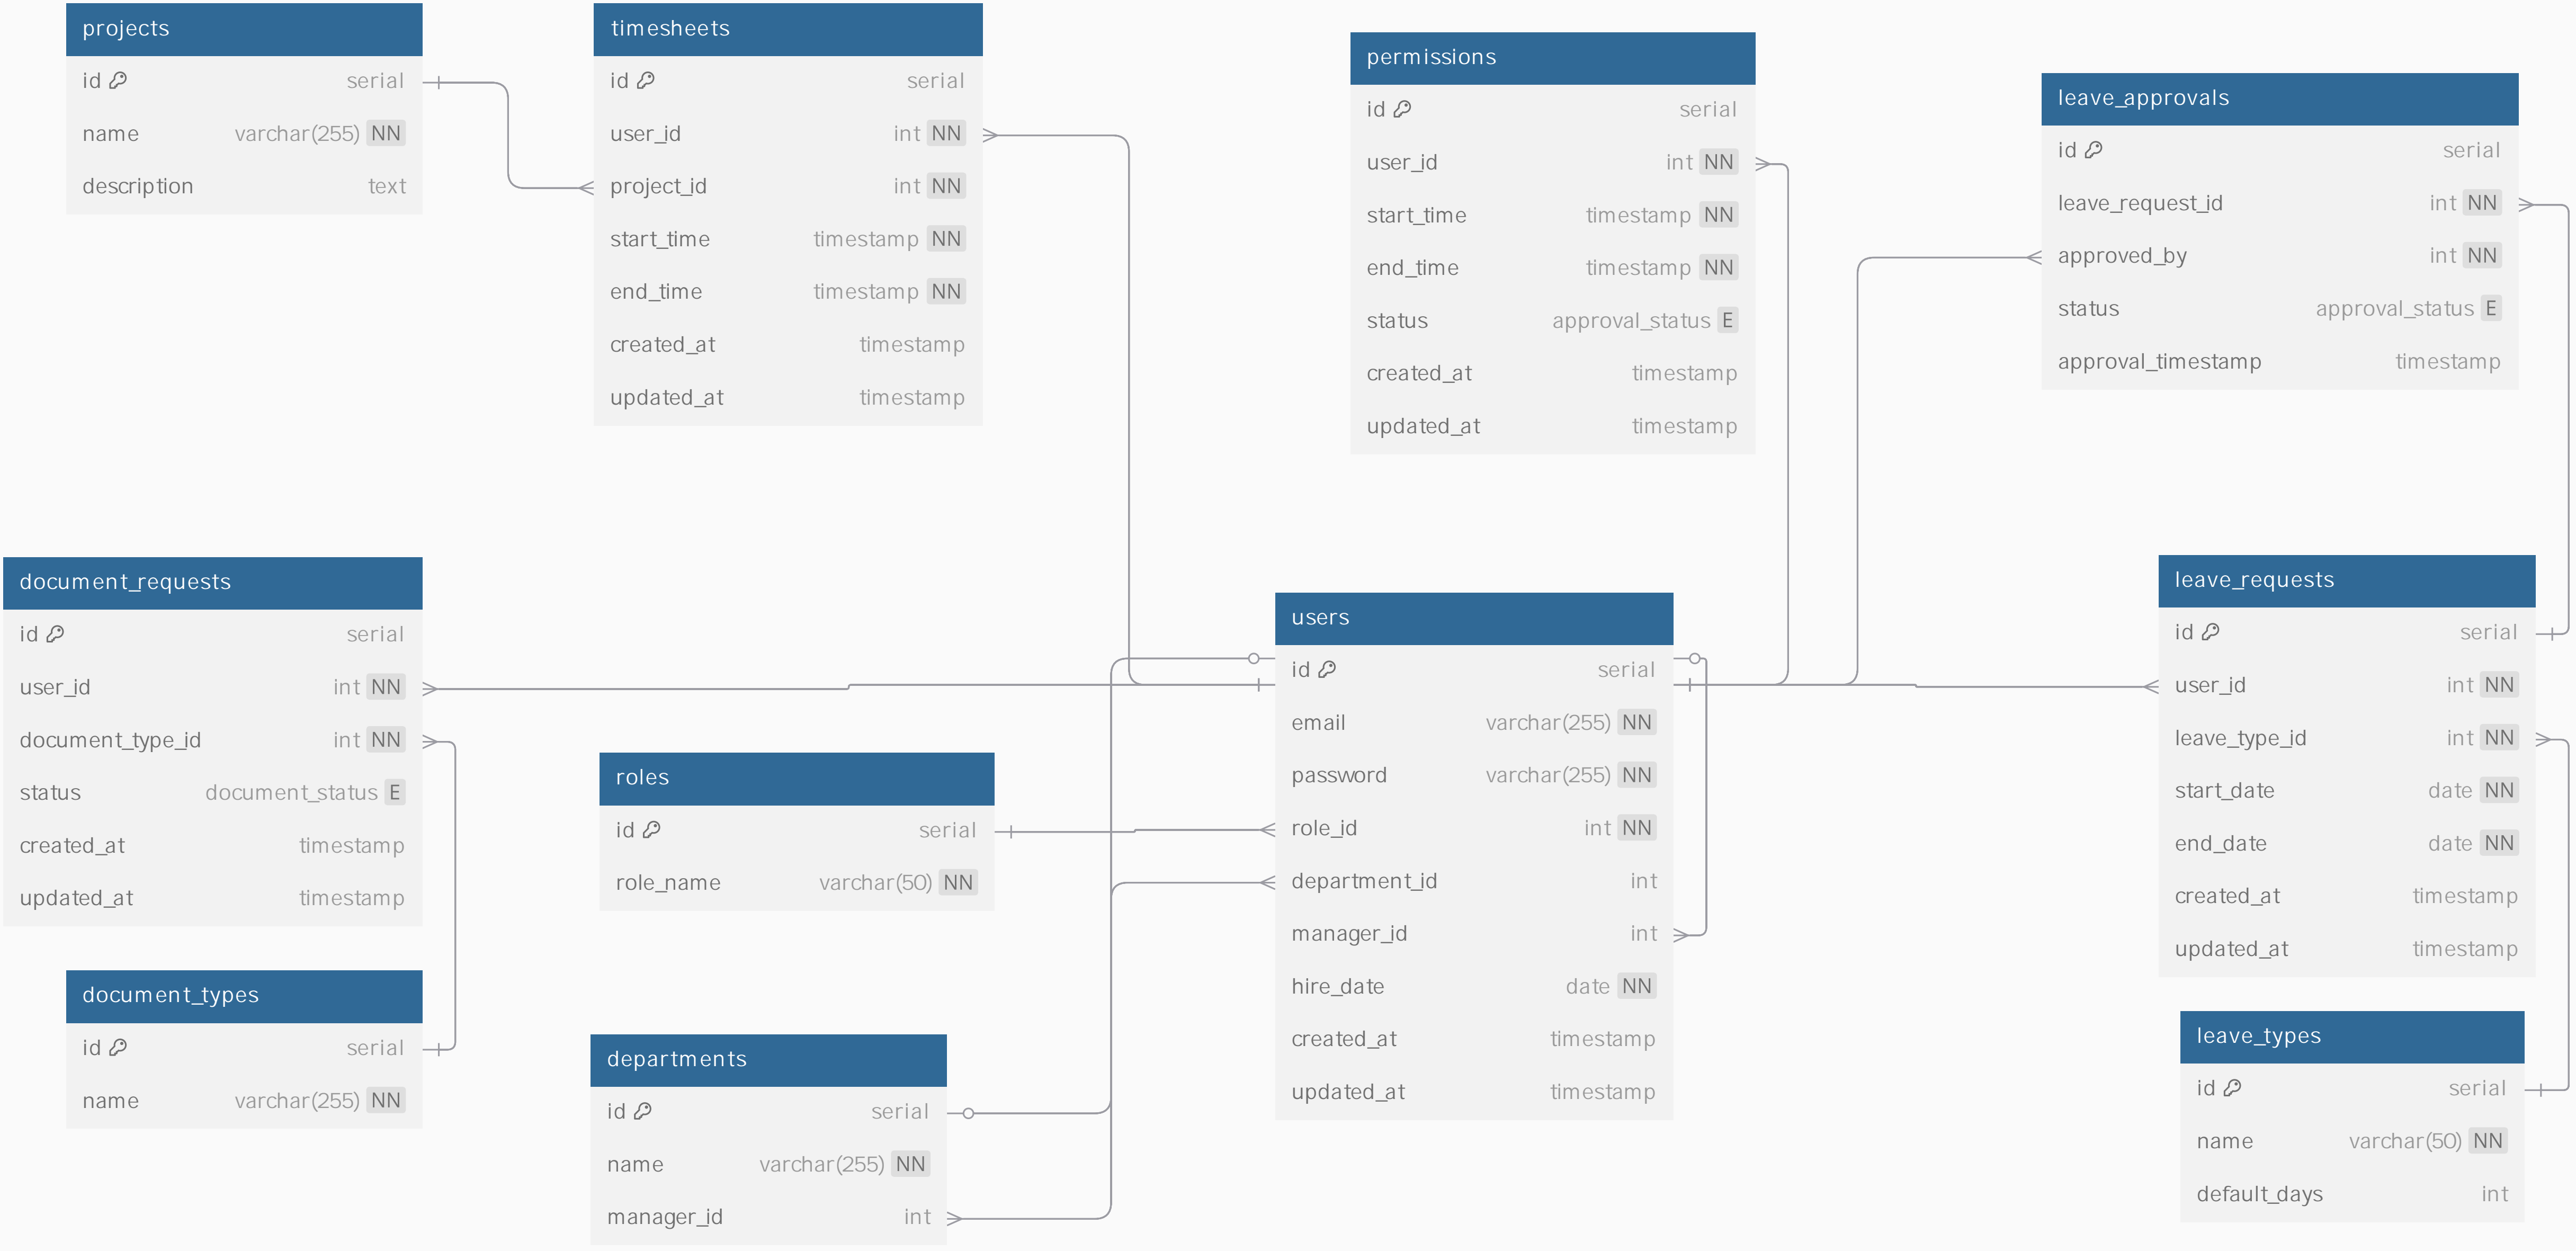 projects
id serial
name varchar(255) NN
description text
timesheets
id serial
user_id int NN
project_id int NN
start_time timestamp NN
end_time timestamp NN
created_at timestamp
updated_at timestamp
permissions
id serial
user_id int NN
start_time timestamp NN
end_time timestamp NN
status approval_status E
created_at timestamp
updated_at timestamp
leave_approvals
id serial
leave_request_id int NN
approved_by int NN
status approval_status E
approval_timestamp timestamp
document_requests
id serial
user_id int NN
document_type_id int NN
status document_status E
created_at timestamp
updated_at timestamp
document_types
id serial
name varchar(255) NN
roles
id serial
role_name varchar(50) NN
departments
id serial
name varchar(255) NN
manager_id int
users
id serial
email varchar(255) NN
password varchar(255) NN
role_id int NN
department_id int
manager_id int
hire_date date NN
created_at timestamp
updated_at timestamp
leave_requests
id serial
user_id int NN
leave_type_id int NN
start_date date NN
end_date date NN
created_at timestamp
updated_at timestamp
leave_types
id serial
name varchar(50) NN
default_days int